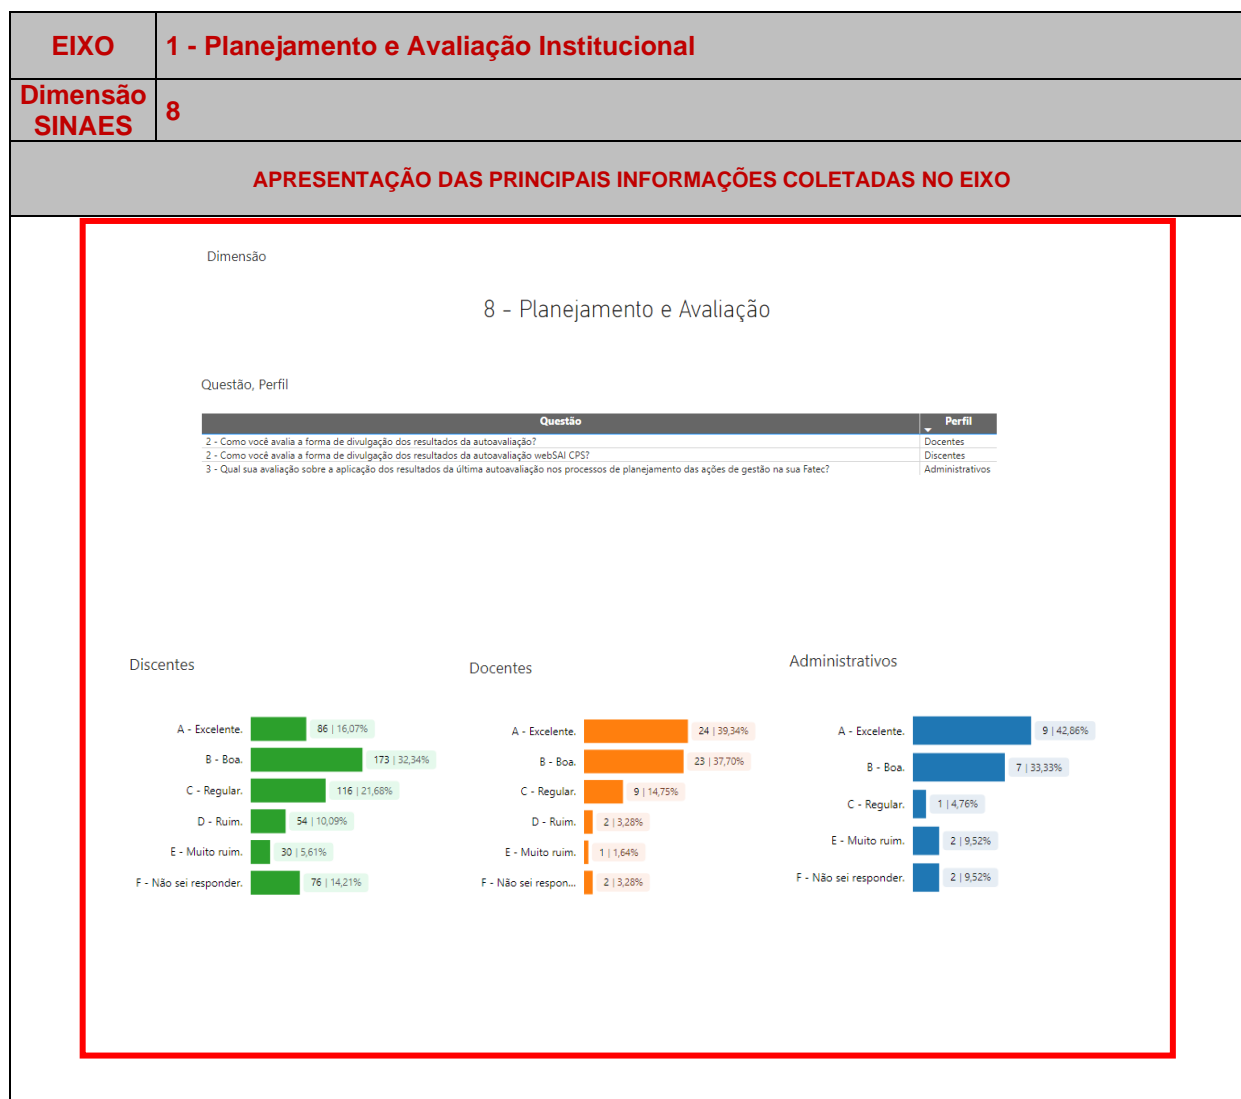 EIXO 1 - Planejamento e Avaliação Institucional
Dimensão SINAES 8
APRESENTAÇÃO DAS PRINCIPAIS INFORMAÇÕES COLETADAS NO EIXO
Dimensão
8 - Planejamento e Avaliação
Questão, Perfil
Questão Perfil
2 - Como você avalia a forma de divulgação dos resultados da autoavaliação? Docentes
2 - Como você avalia a forma de divulgação dos resultados da autoavaliação webSAI CPS? Discentes
3 - Qual sua avaliação sobre a aplicação dos resultados da última autoavaliação nos processos de planejamento das ações de gestão na sua Fatec? Administrativos
Discentes
A - Excelente. 86 | 16,07%
B - Boa. 173 | 32,34%
C - Regular. 116 | 21,68%
D - Ruim. 54 | 10,09%
E - Muito ruim. 30 | 5,61%
F - Não sei responder. 76 | 14,21%
Docentes
A - Excelente. 24 | 39,34%
B - Boa. 23 | 37,70%
C - Regular. 9 | 14,75%
D - Ruim. 2 | 3,28%
E - Muito ruim. 1 | 1,64%
F - Não sei respon... 2 | 3,28%
Administrativos
A - Excelente. 9 | 42,86%
B - Boa. 7 | 33,33%
C - Regular. 1 | 4,76%
E - Muito ruim. 2 | 9,52%
F - Não sei responder. 2 | 9,52%